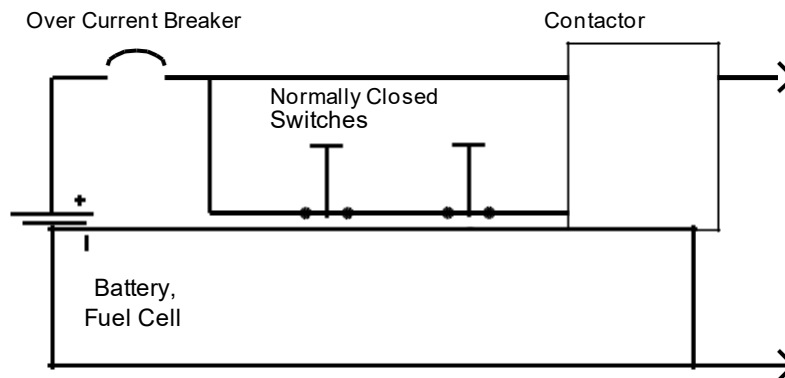 Over Current Breaker
Contactor
Normally Closed
Switches
+
Battery,
Fuel Cell